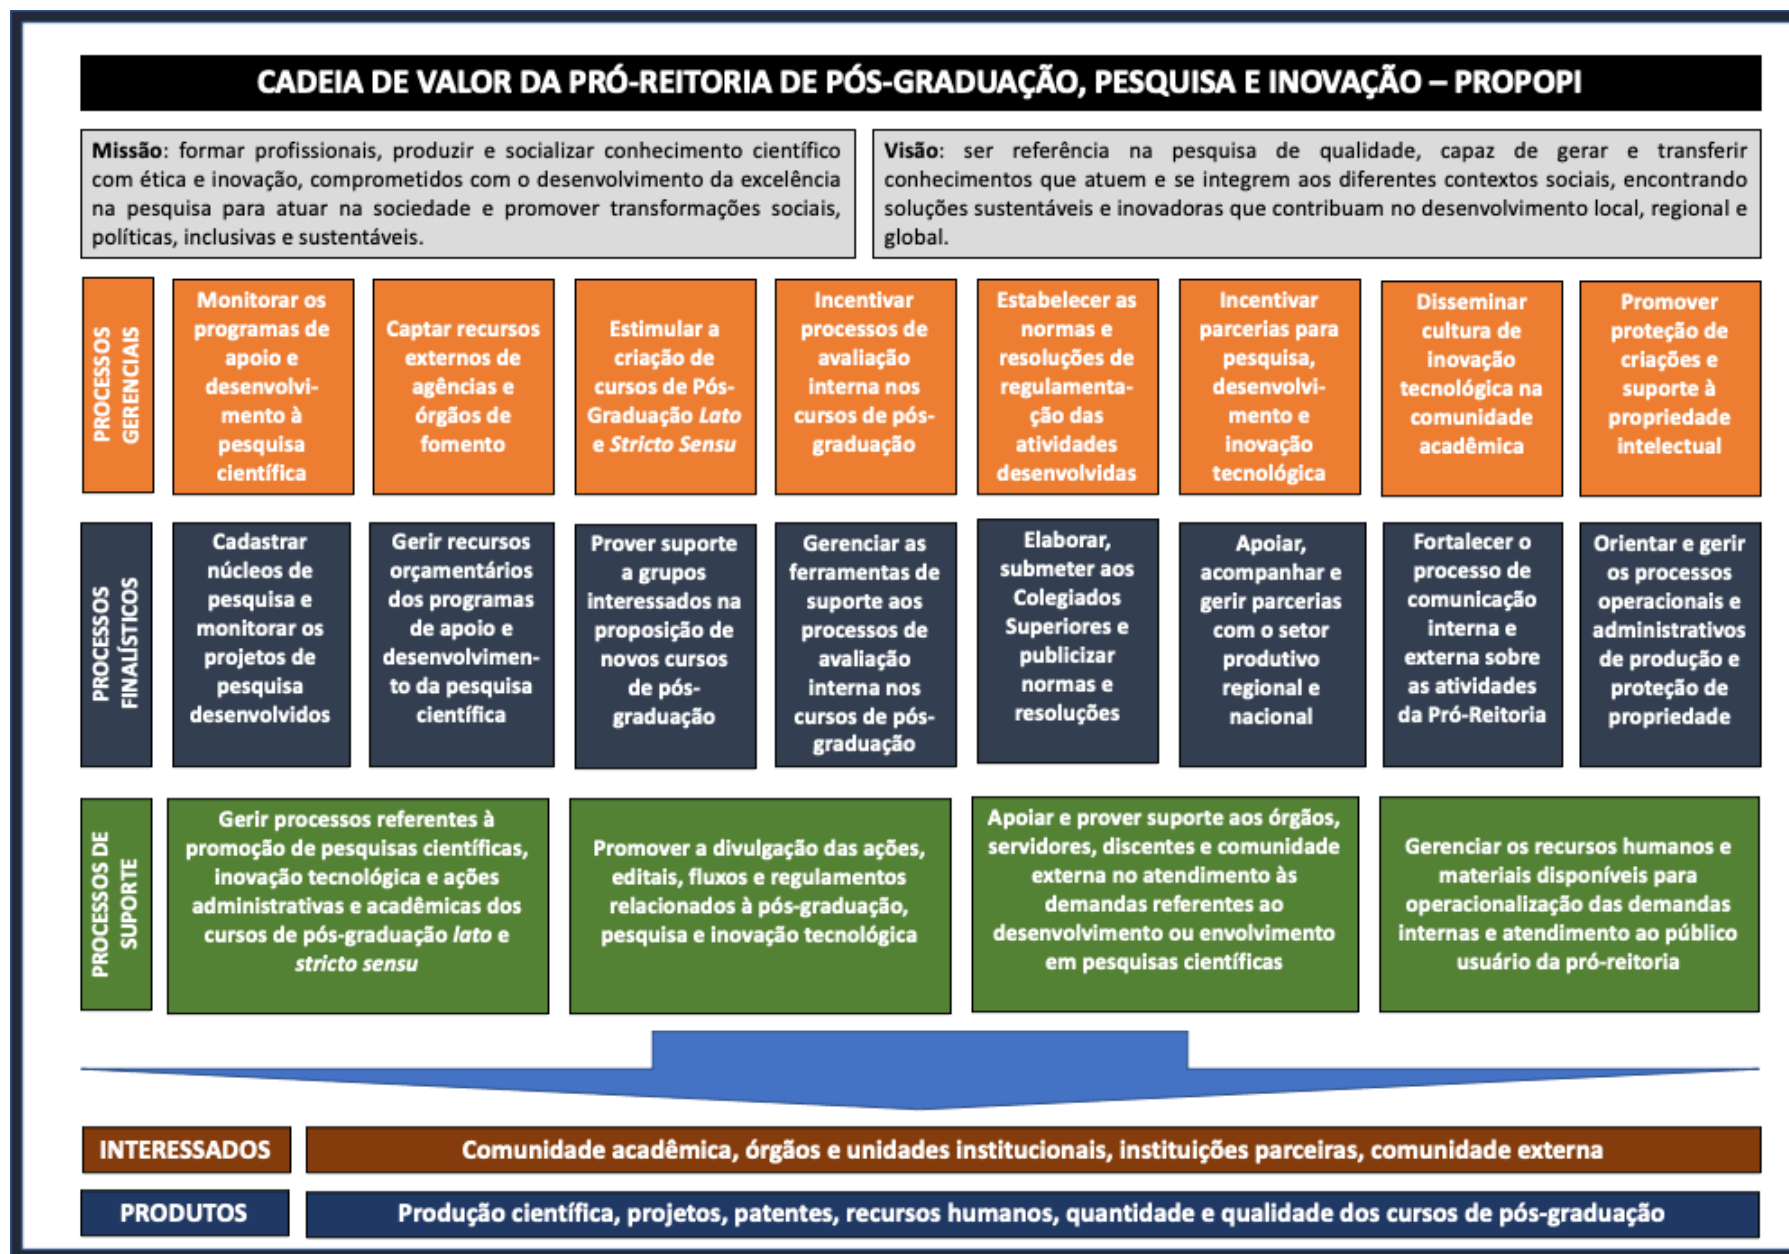 CADEIA DE VALOR DA PRÓ-REITORIA DE PÓS-GRADUAÇÃO, PESQUISA E INOVAÇÃO – PROPOPI
Missão: formar profissionais, produzir e socializar conhecimento científico
com ética e inovação, comprometidos com o desenvolvimento da excelência
na pesquisa para atuar na sociedade e promover transformações sociais,
políticas, inclusivas e sustentáveis.
Visão: ser referência na pesquisa de qualidade, capaz de gerar e transferir
conhecimentos que atuem e se integrem aos diferentes contextos sociais, encontrando
soluções sustentáveis e inovadoras que contribuam no desenvolvimento local, regional e
global.
PROCESSOS
GERENCIAIS
Monitorar os
programas de
apoio e
desenvolvi-
mento à
pesquisa
científica
Captar recursos
externos de
agências e
órgãos de
fomento
Estimular a
criação de
cursos de Pós-
Graduação Lato
e Stricto Sensu
Incentivar
processos de
avaliação
interna nos
cursos de pós-
graduação
Estabelecer as
normas e
resoluções de
regulamenta-
ção das
atividades
desenvolvidas
Incentivar
parcerias para
pesquisa,
desenvolvi-
mento e
inovação
tecnológica
Disseminar
cultura de
inovação
tecnológica na
comunidade
acadêmica
Promover
proteção de
criações e
suporte à
propriedade
intelectual
PROCESSOS
FINALÍSTICOS
Cadastrar
núcleos de
pesquisa e
monitorar os
projetos de
pesquisa
desenvolvidos
Gerir recursos
orçamentários
dos programas
de apoio e
desenvolvimen-
to da pesquisa
científica
Prover suporte
a grupos
interessados na
proposição de
novos cursos
de pós-
graduação
Gerenciar as
ferramentas de
suporte aos
processos de
avaliação
interna nos
cursos de pós-
graduação
Elaborar,
submeter aos
Colegiados
Superiores e
publicizar
normas e
resoluções
Apoiar,
acompanhar e
gerir parcerias
com o setor
produtivo
regional e
nacional
Fortalecer o
processo de
comunicação
interna e
externa sobre
as atividades
da Pró-Reitoria
Orientar e gerir
os processos
operacionais e
administrativos
de produção e
proteção de
propriedade
PROCESSOS DE
SUPORTE
Gerir processos referentes à
promoção de pesquisas científicas,
inovação tecnológica e ações
administrativas e acadêmicas dos
cursos de pós-graduação lato e
stricto sensu
Promover a divulgação das ações,
editais, fluxos e regulamentos
relacionados à pós-graduação,
pesquisa e inovação tecnológica
Apoiar e prover suporte aos órgãos,
servidores, discentes e comunidade
externa no atendimento às
demandas referentes ao
desenvolvimento ou envolvimento
em pesquisas científicas
Gerenciar os recursos humanos e
materiais disponíveis para
operacionalização das demandas
internas e atendimento ao público
usuário da pró-reitoria
INTERESSADOS
Comunidade acadêmica, órgãos e unidades institucionais, instituições parceiras, comunidade externa
PRODUTOS
Produção científica, projetos, patentes, recursos humanos, quantidade e qualidade dos cursos de pós-graduação